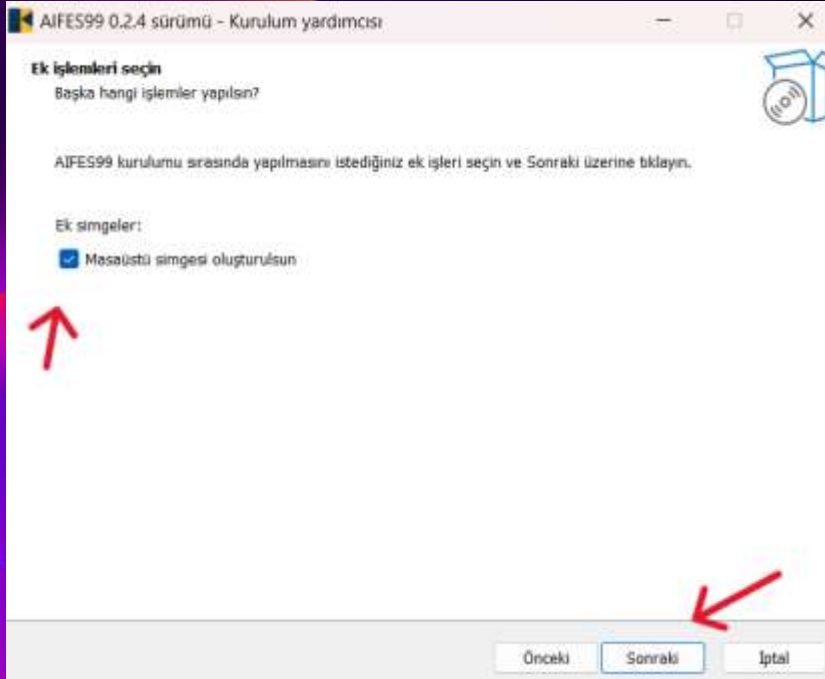 AIFES99 0.2.4 sürümü - Kurulum yardımcısı
Ek işlemleri seçin
Başka hangi işlemler yapılsın?
AIFES99 kurulumu sırasında yapılmasını istediğiniz ek işleri seçin ve Sonraki üzerine tıklayın.
Ek simgeler:
Masaüstü simgesi oluşturulsun
Önceki
Sonraki
İptal